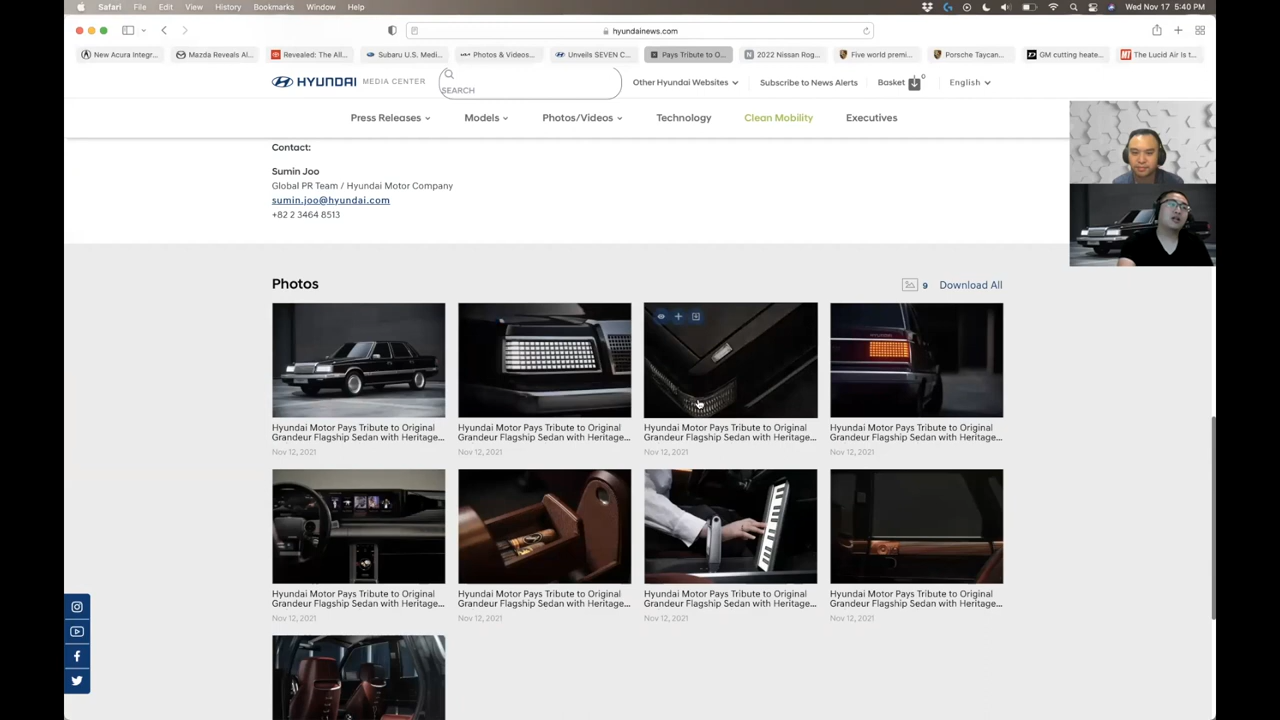 Safari File Edit View History Bookmarks Window Help
Wed Nov 17 5:40 PM
hyundainews.com
New Acura Integr...
Mazda Reveals Al...
Revealed: The All...
Subaru U.S. Medi...
Photos & Videos...
Unveils SEVEN C...
Pays Tribute to O...
2022 Nissan Rog...
Five world premi...
Porsche Taycan...
GM cutting heate...
The Lucid Air Is t...
HYUNDAI MEDIA CENTER
SEARCH
Other Hyundai Websites
Subscribe to News Alerts
Basket 0
English
Press Releases
Models
Photos/Videos
Technology
Clean Mobility
Executives
Contact:
Sumin Joo
Global PR Team / Hyundai Motor Company
sumin.joo@hyundai.com
+82 2 3464 8513
Photos
9 Download All
Hyundai Motor Pays Tribute to Original
Grandeur Flagship Sedan with Heritage...
Nov 12, 2021
Hyundai Motor Pays Tribute to Original
Grandeur Flagship Sedan with Heritage...
Nov 12, 2021
Hyundai Motor Pays Tribute to Original
Grandeur Flagship Sedan with Heritage...
Nov 12, 2021
Hyundai Motor Pays Tribute to Original
Grandeur Flagship Sedan with Heritage...
Nov 12, 2021
Hyundai Motor Pays Tribute to Original
Grandeur Flagship Sedan with Heritage...
Nov 12, 2021
Hyundai Motor Pays Tribute to Original
Grandeur Flagship Sedan with Heritage...
Nov 12, 2021
Hyundai Motor Pays Tribute to Original
Grandeur Flagship Sedan with Heritage...
Nov 12, 2021
Hyundai Motor Pays Tribute to Original
Grandeur Flagship Sedan with Heritage...
Nov 12, 2021